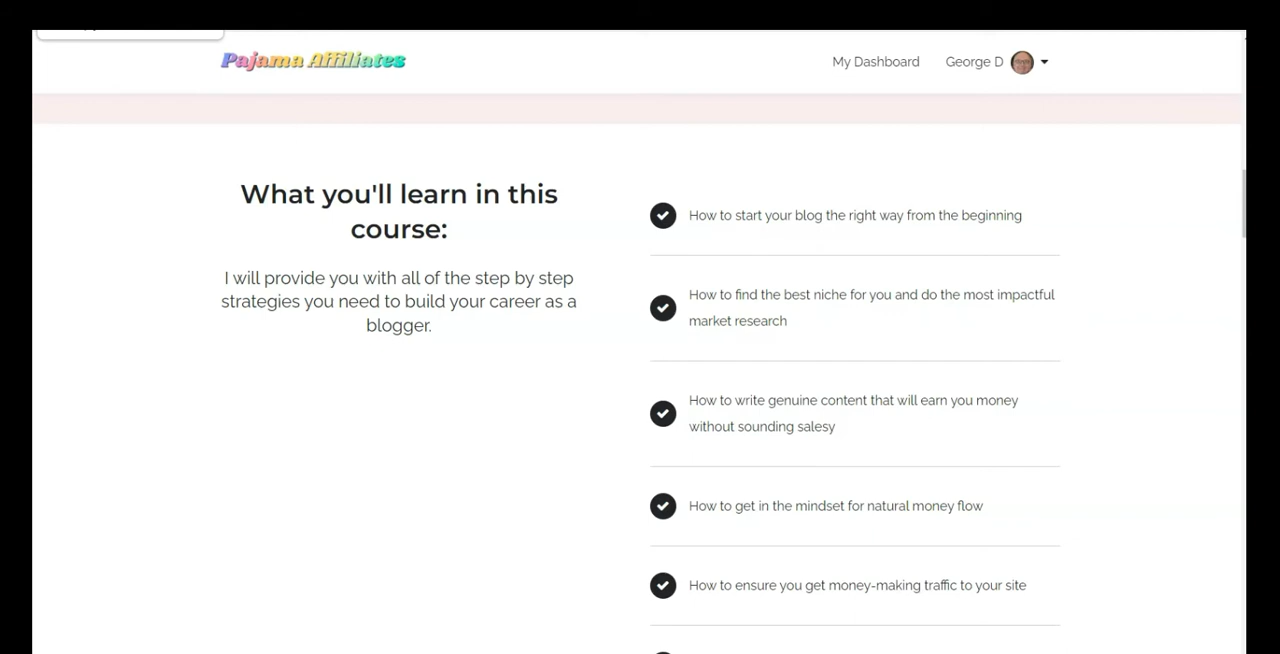 Pajama Affiliates
My Dashboard
George D
What you'll learn in this
course:
I will provide you with all of the step by step
strategies you need to build your career as a
blogger.
How to start your blog the right way from the beginning
How to find the best niche for you and do the most impactful
market research
How to write genuine content that will earn you money
without sounding salesy
How to get in the mindset for natural money flow
How to ensure you get money-making traffic to your site